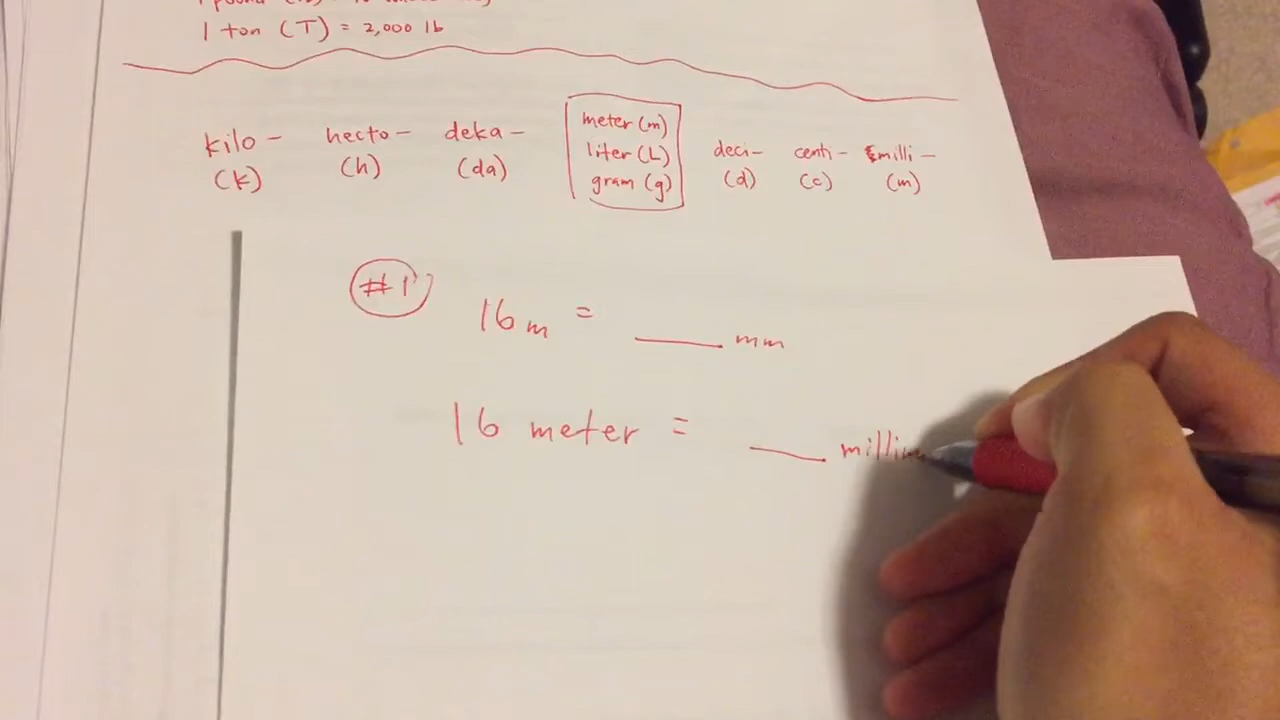 1 ton (T) = 2,000 lb
kilo- hecto- deka- meter (m) deci- centi- milli-
(k) (h) (da) liter (L) (d) (c) (m)
gram (g)
#1
16 m = ___ mm
16 meter = ___ millim